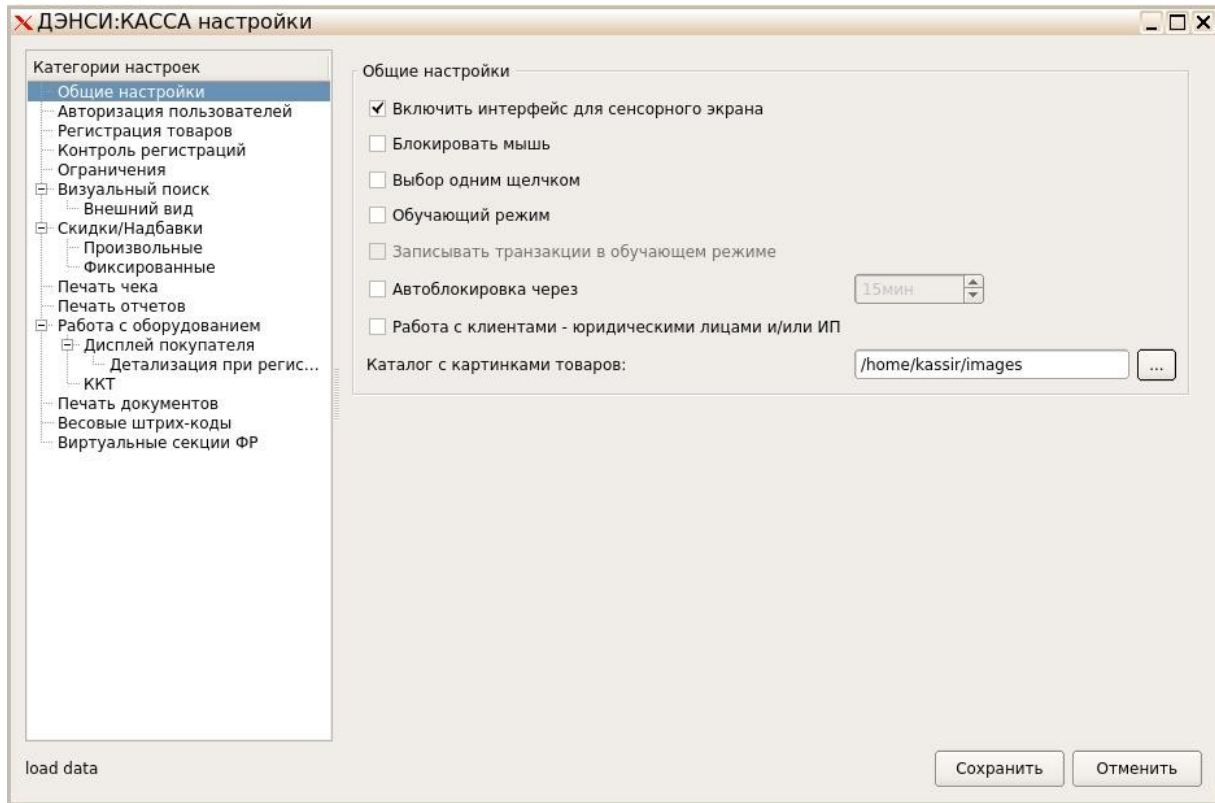 ДЭНСИ:КАССА настройки
Категории настроек
Общие настройки
Авторизация пользователей
Регистрация товаров
Контроль регистраций
Ограничения
Визуальный поиск
Внешний вид
Скидки/Надбавки
Произвольные
Фиксированные
Печать чека
Печать отчетов
Работа с оборудованием
Дисплей покупателя
Детализация при регис...
ККТ
Печать документов
Весовые штрих-коды
Виртуальные секции ФР
Общие настройки
Включить интерфейс для сенсорного экрана
Блокировать мышь
Выбор одним щелчком
Обучающий режим
Записывать транзакции в обучающем режиме
Автоблокировка через 15мин
Работа с клиентами - юридическими лицами и/или ИП
Каталог с картинками товаров: /home/kassir/images ...
load data
Сохранить Отменить